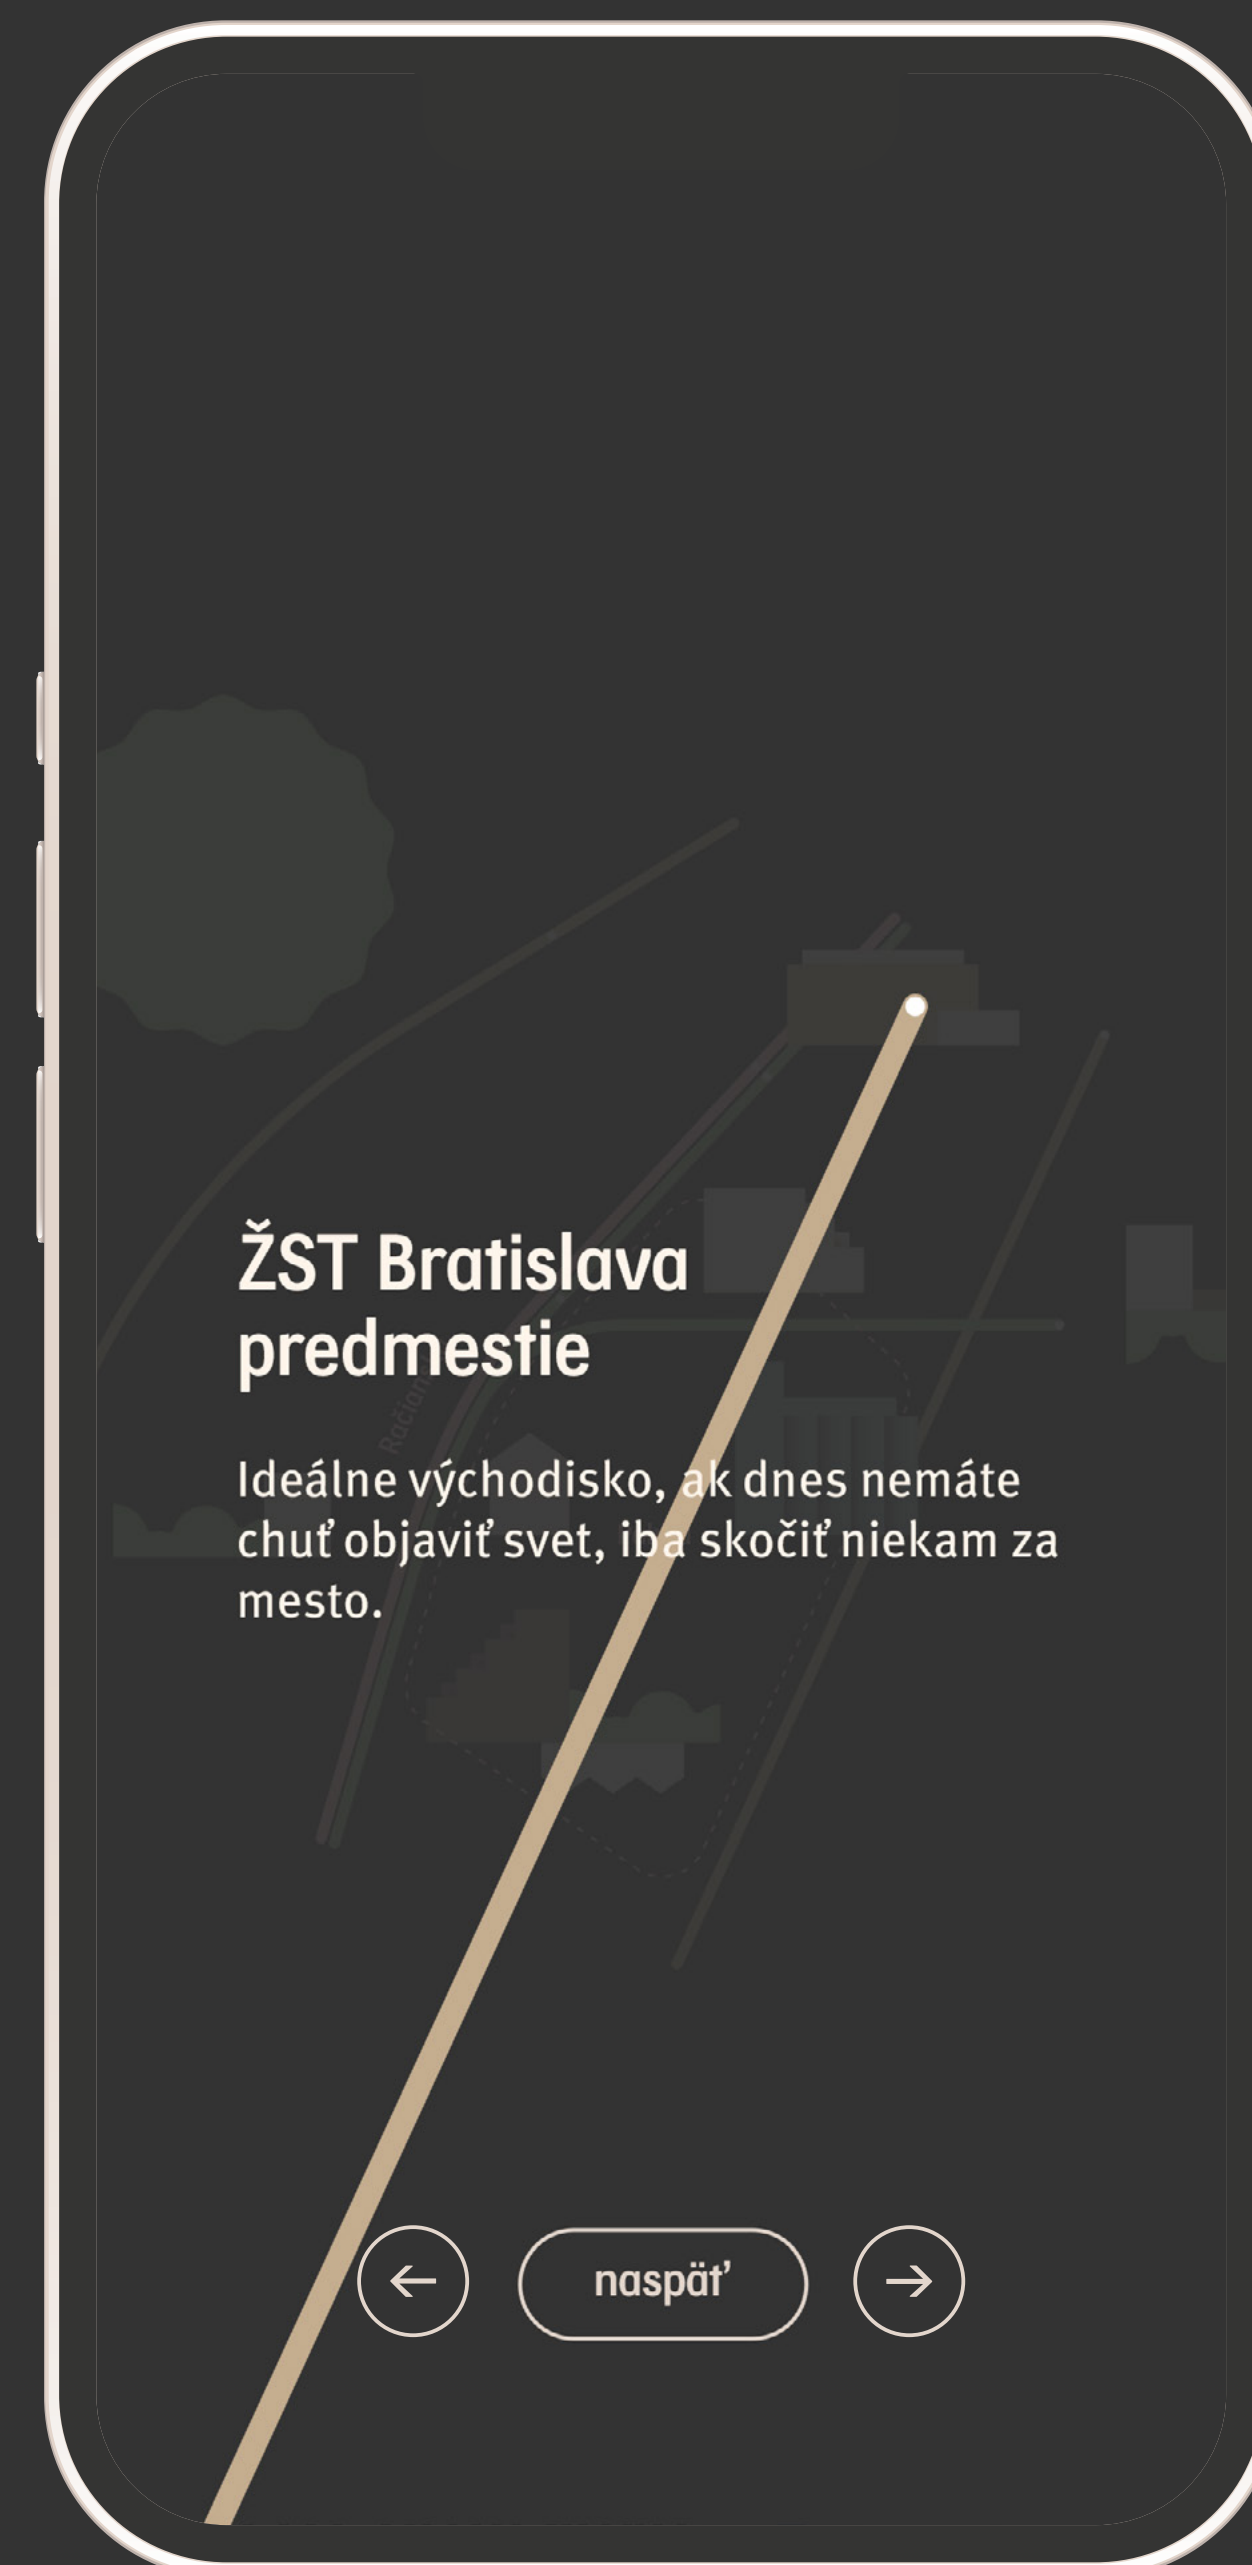 ŽST Bratislava
predmestie
Ideálne východisko, ak dnes nemáte
chuť objaviť svet, iba skočiť niekam za
mesto.
naspäť